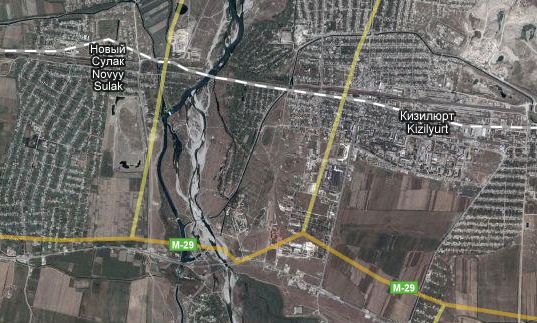 Новый
Сулак
Novyy
Sulak
Кизилюрт
Kizilyurt
M-29
M-29